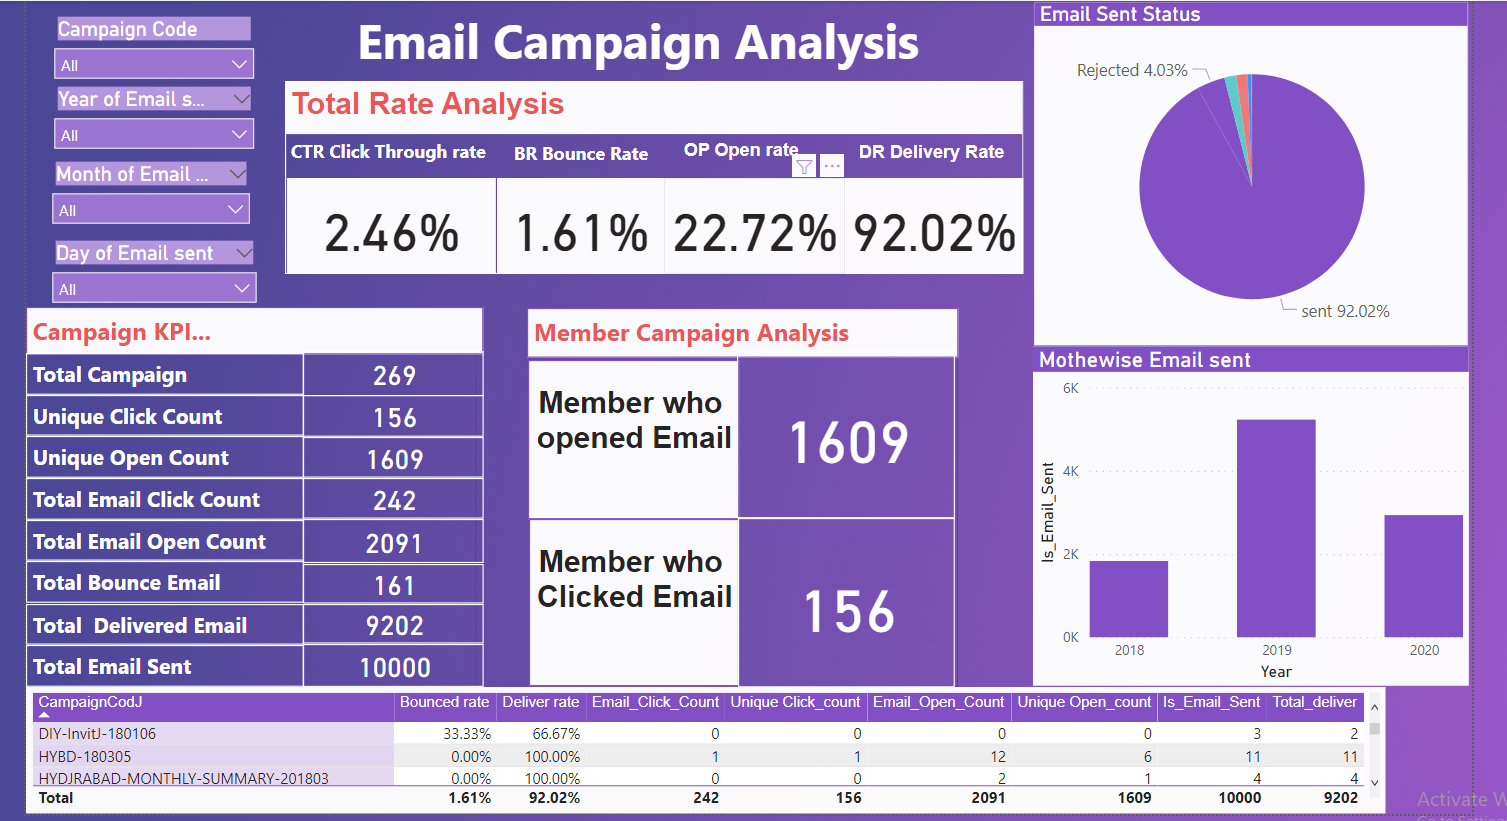 Campaign Code
All
Year of Email s...
All
Month of Email ...
All
Day of Email sent
All
Email Campaign Analysis
Total Rate Analysis
CTR Click Through rate BR Bounce Rate OP Open rate DR Delivery Rate
2.46% 1.61% 22.72% 92.02%
Email Sent Status
Rejected 4.03%
sent 92.02%
Campaign KPI...
Total Campaign 269
Unique Click Count 156
Unique Open Count 1609
Total Email Click Count 242
Total Email Open Count 2091
Total Bounce Email 161
Total Delivered Email 9202
Total Email Sent 10000
Member Campaign Analysis
Member who
opened Email
1609
Member who
Clicked Email
156
Mothewise Email sent
6K
4K
2K
0K
Is_Email_Sent
2018 2019 2020
Year
CampaignCodJ Bounced rate Deliver rate Email_Click_Count Unique Click_count Email_Open_Count Unique Open_count Is_Email_Sent Total_deliver
DIY-InvitJ-180106 33.33% 66.67% 0 0 0 0 3 2
HYBD-180305 0.00% 100.00% 1 1 12 6 11 11
HYDJRABAD-MONTHLY-SUMMARY-201803 0.00% 100.00% 0 0 2 1 4 4
Total 1.61% 92.02% 242 156 2091 1609 10000 9202
Activate W